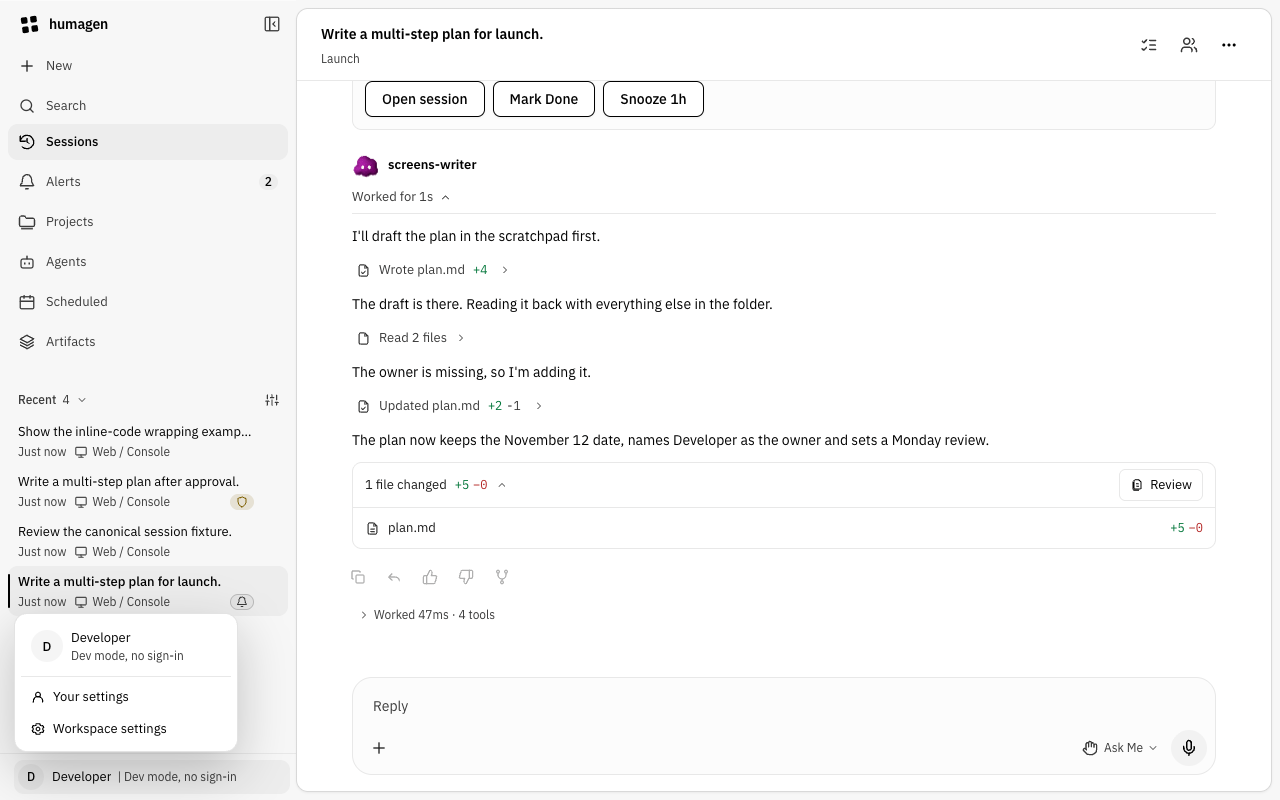 humagen
New
Search
Sessions
Alerts 2
Projects
Agents
Scheduled
Artifacts
Recent 4
Show the inline-code wrapping examp...
Just now Web / Console
Write a multi-step plan after approval.
Just now Web / Console
Review the canonical session fixture.
Just now Web / Console
Write a multi-step plan for launch.
Just now Web / Console
D Developer
Dev mode, no sign-in
Your settings
Workspace settings
D Developer | Dev mode, no sign-in
Write a multi-step plan for launch.
Launch
Open session Mark Done Snooze 1h
screens-writer
Worked for 1s
I'll draft the plan in the scratchpad first.
Wrote plan.md +4
The draft is there. Reading it back with everything else in the folder.
Read 2 files
The owner is missing, so I'm adding it.
Updated plan.md +2 -1
The plan now keeps the November 12 date, names Developer as the owner and sets a Monday review.
1 file changed +5 −0 Review
plan.md +5 −0
Worked 47ms · 4 tools
Reply
Ask Me